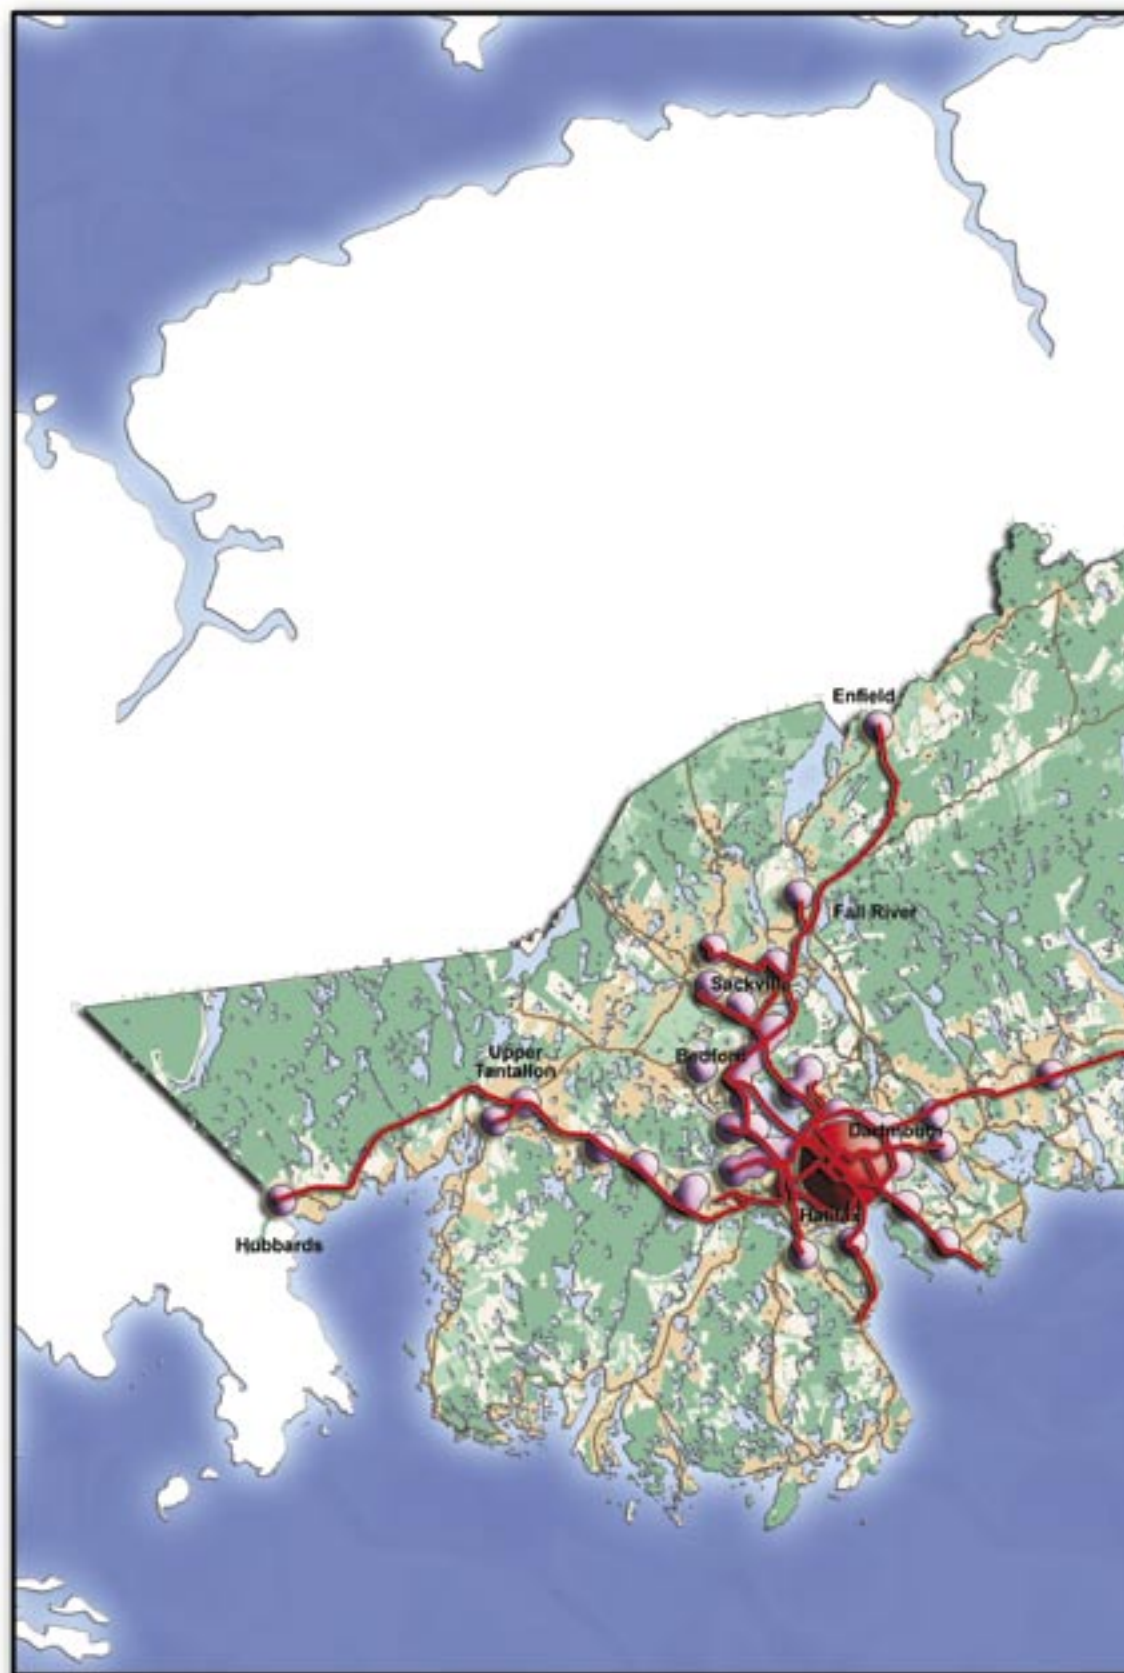 Enfield
Fall River
Sackville
Upper
Tantallon
Bedford
Dartmouth
Halifax
Hubbards